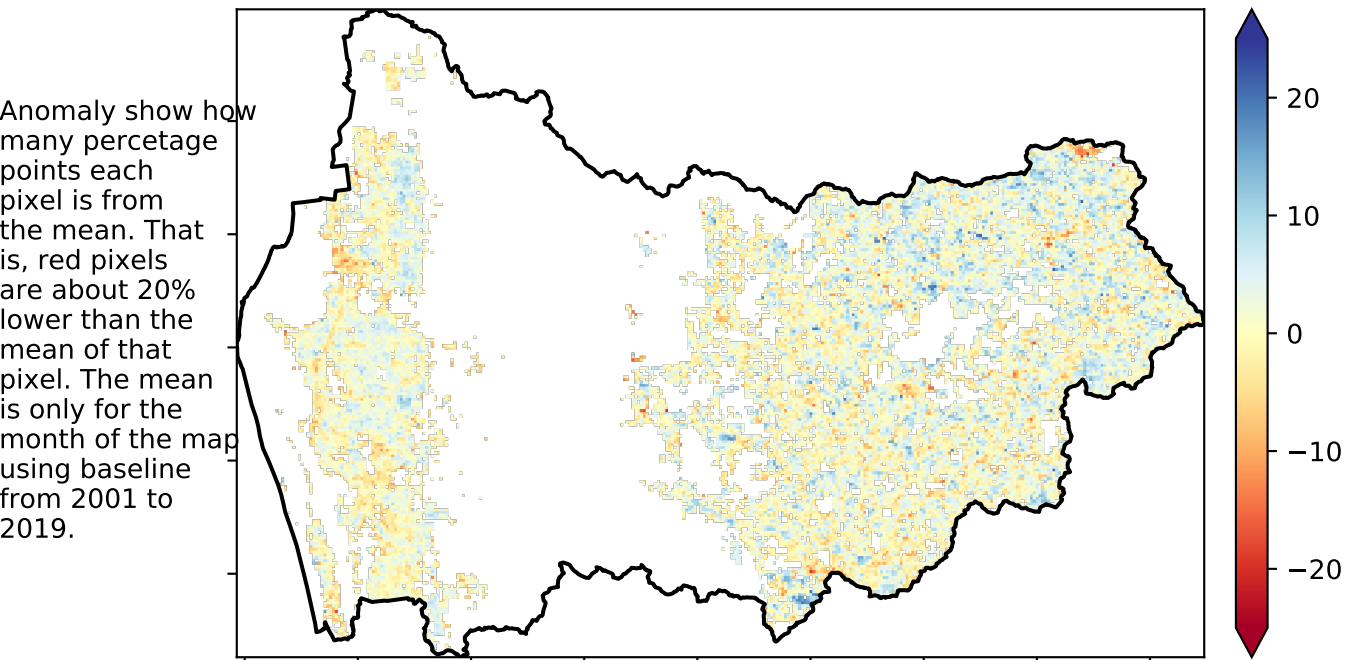 Anomaly show how
many percetage
points each
pixel is from
the mean. That
is, red pixels
are about 20%
lower than the
mean of that
pixel. The mean
is only for the
month of the map
using baseline
from 2001 to
2019.
20
10
0
−10
−20